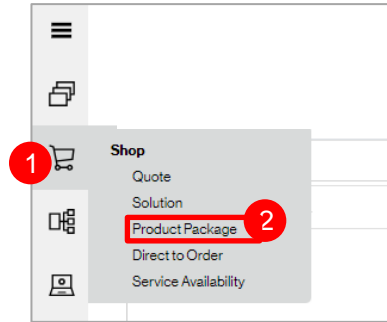 1
Shop
Quote
Solution
Product Package
2
Direct to Order
Service Availability